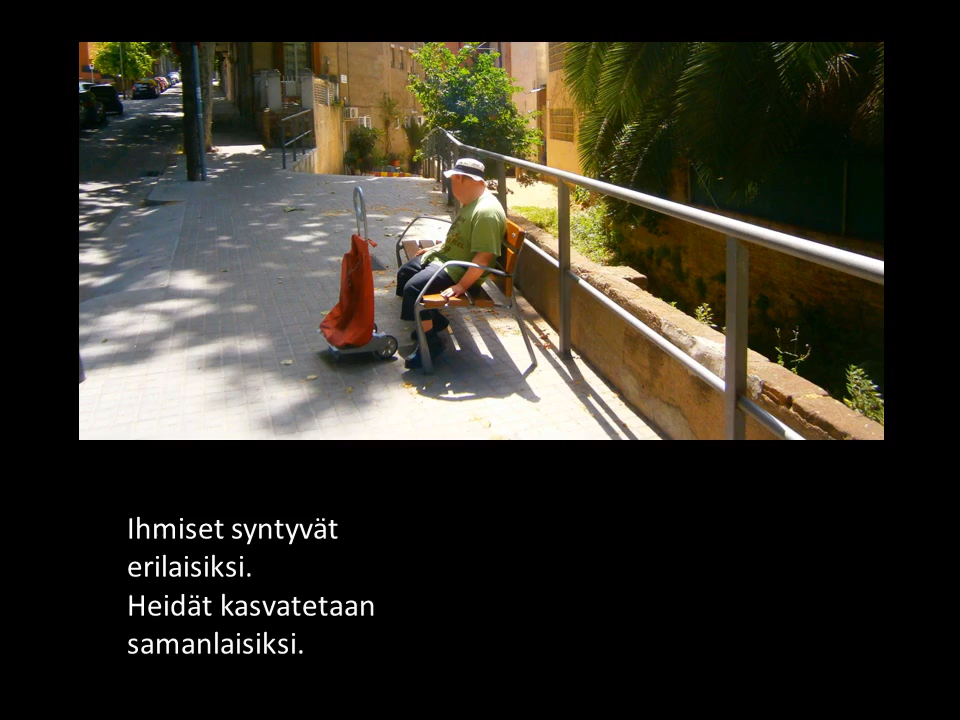 Ihmiset syntyvät
erilaisiksi.
Heidät kasvatetaan
samanlaisiksi.